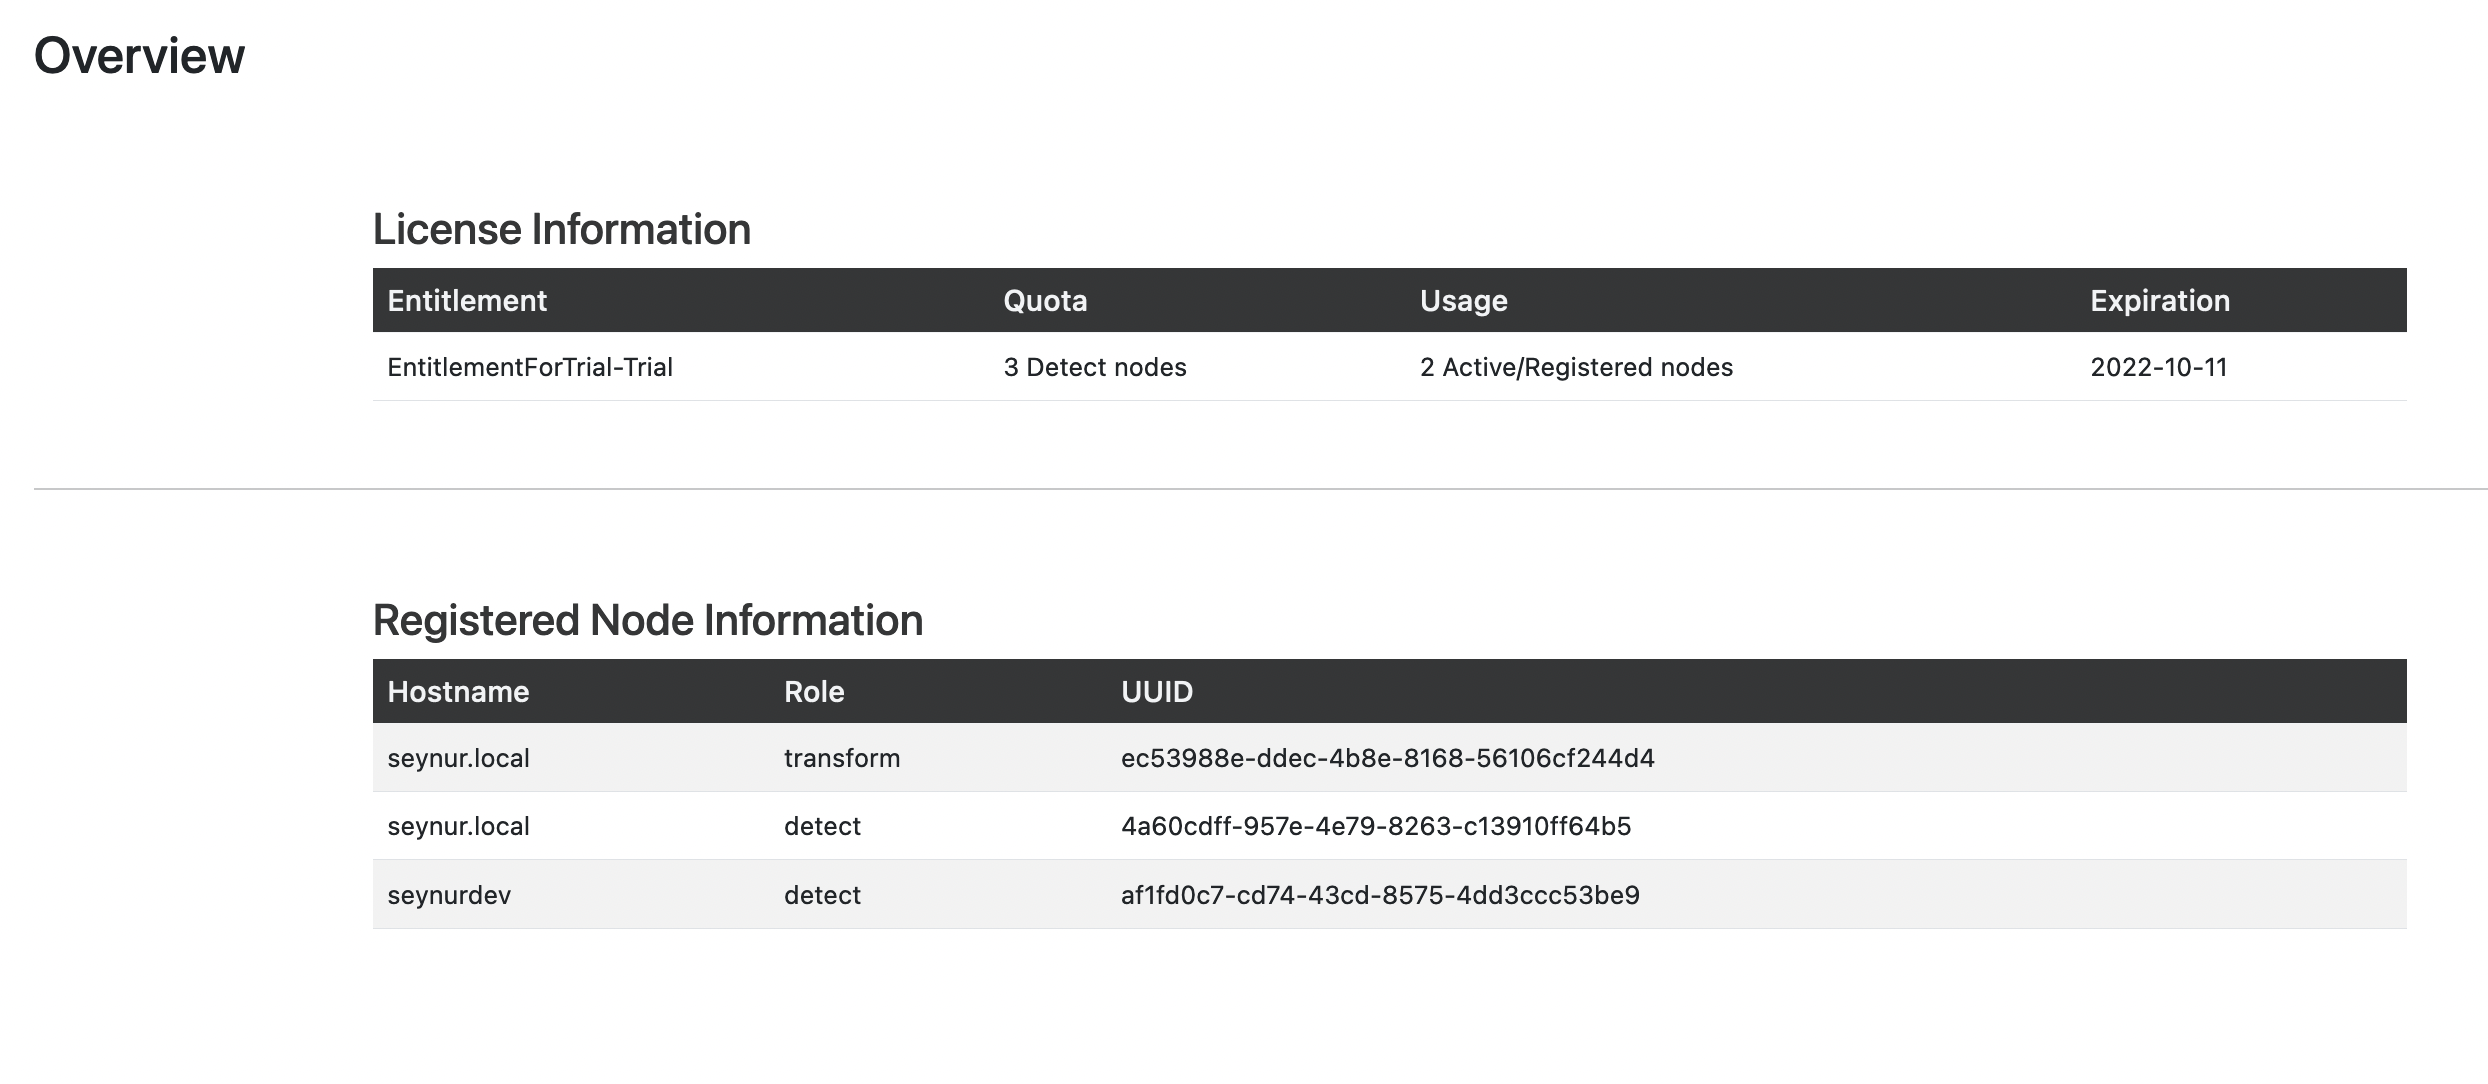 Overview
License Information
Entitlement Quota Usage Expiration
EntitlementForTrial-Trial 3 Detect nodes 2 Active/Registered nodes 2022-10-11
Registered Node Information
Hostname Role UUID
seynur.local transform ec53988e-ddec-4b8e-8168-56106cf244d4
seynur.local detect 4a60cdff-957e-4e79-8263-c13910ff64b5
seynurdev detect af1fd0c7-cd74-43cd-8575-4dd3ccc53be9